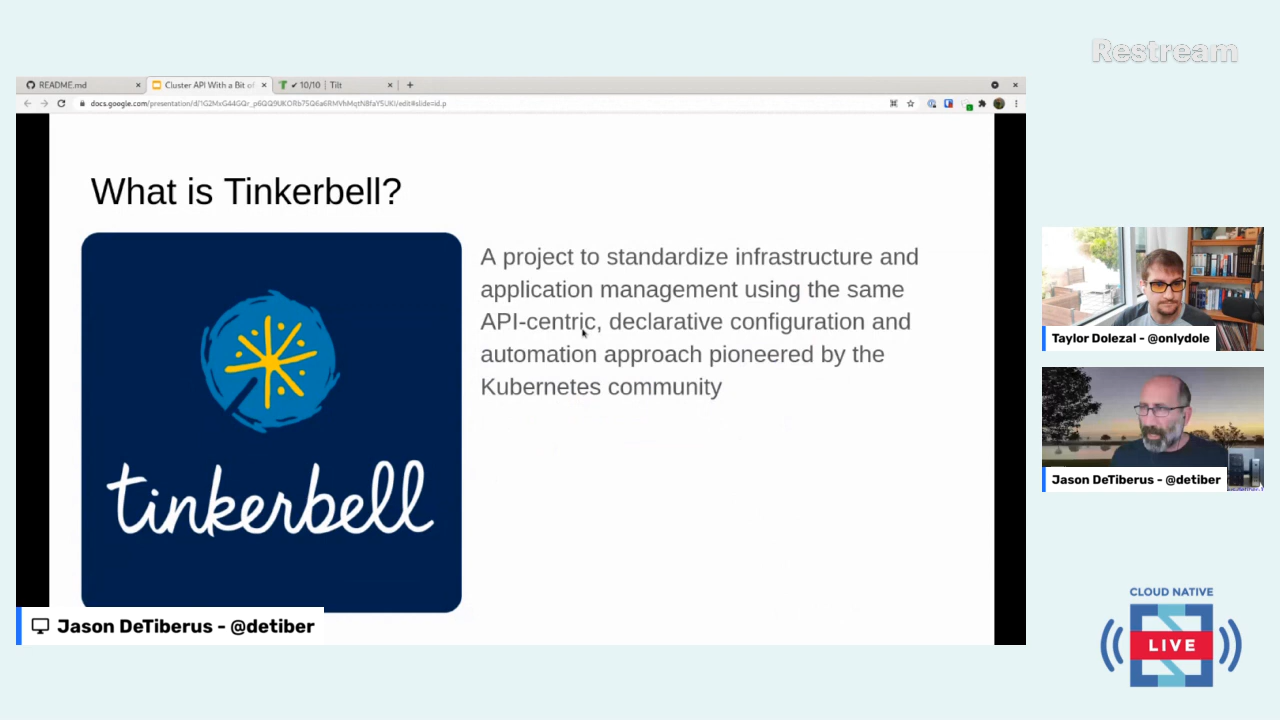 Restream
README.md
Cluster API With a Bit of
✔ 10/10 | Tilt
What is Tinkerbell?
A project to standardize infrastructure and
application management using the same
API-centric, declarative configuration and
automation approach pioneered by the
Kubernetes community
tinkerbell
Jason DeTiberus - @detiber
Taylor Dolezal - @onlydole
Jason DeTiberus - @detiber
CLOUD NATIVE
LIVE